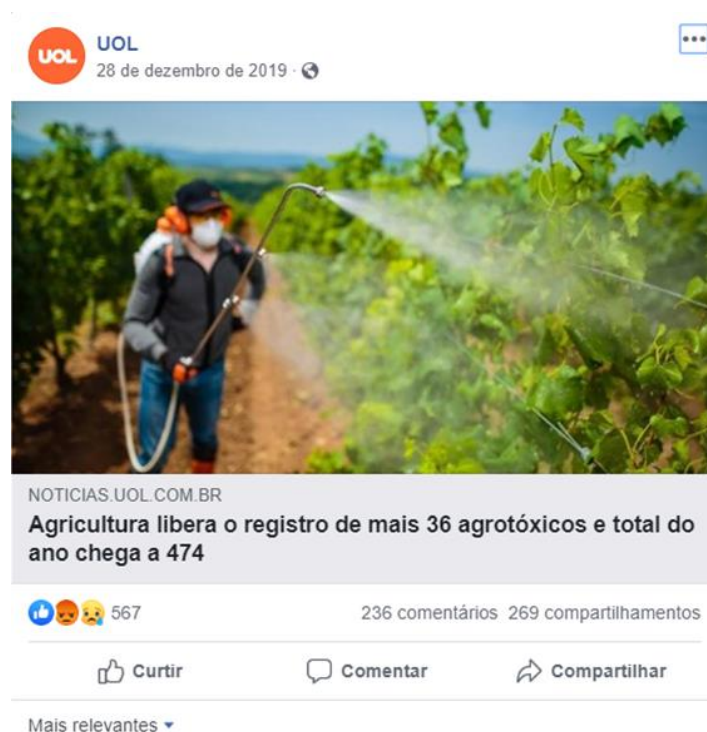 UOL
UOL
28 de dezembro de 2019 ·
NOTICIAS.UOL.COM.BR
Agricultura libera o registro de mais 36 agrotóxicos e total do
ano chega a 474
567 236 comentários 269 compartilhamentos
Curtir Comentar Compartilhar
Mais relevantes